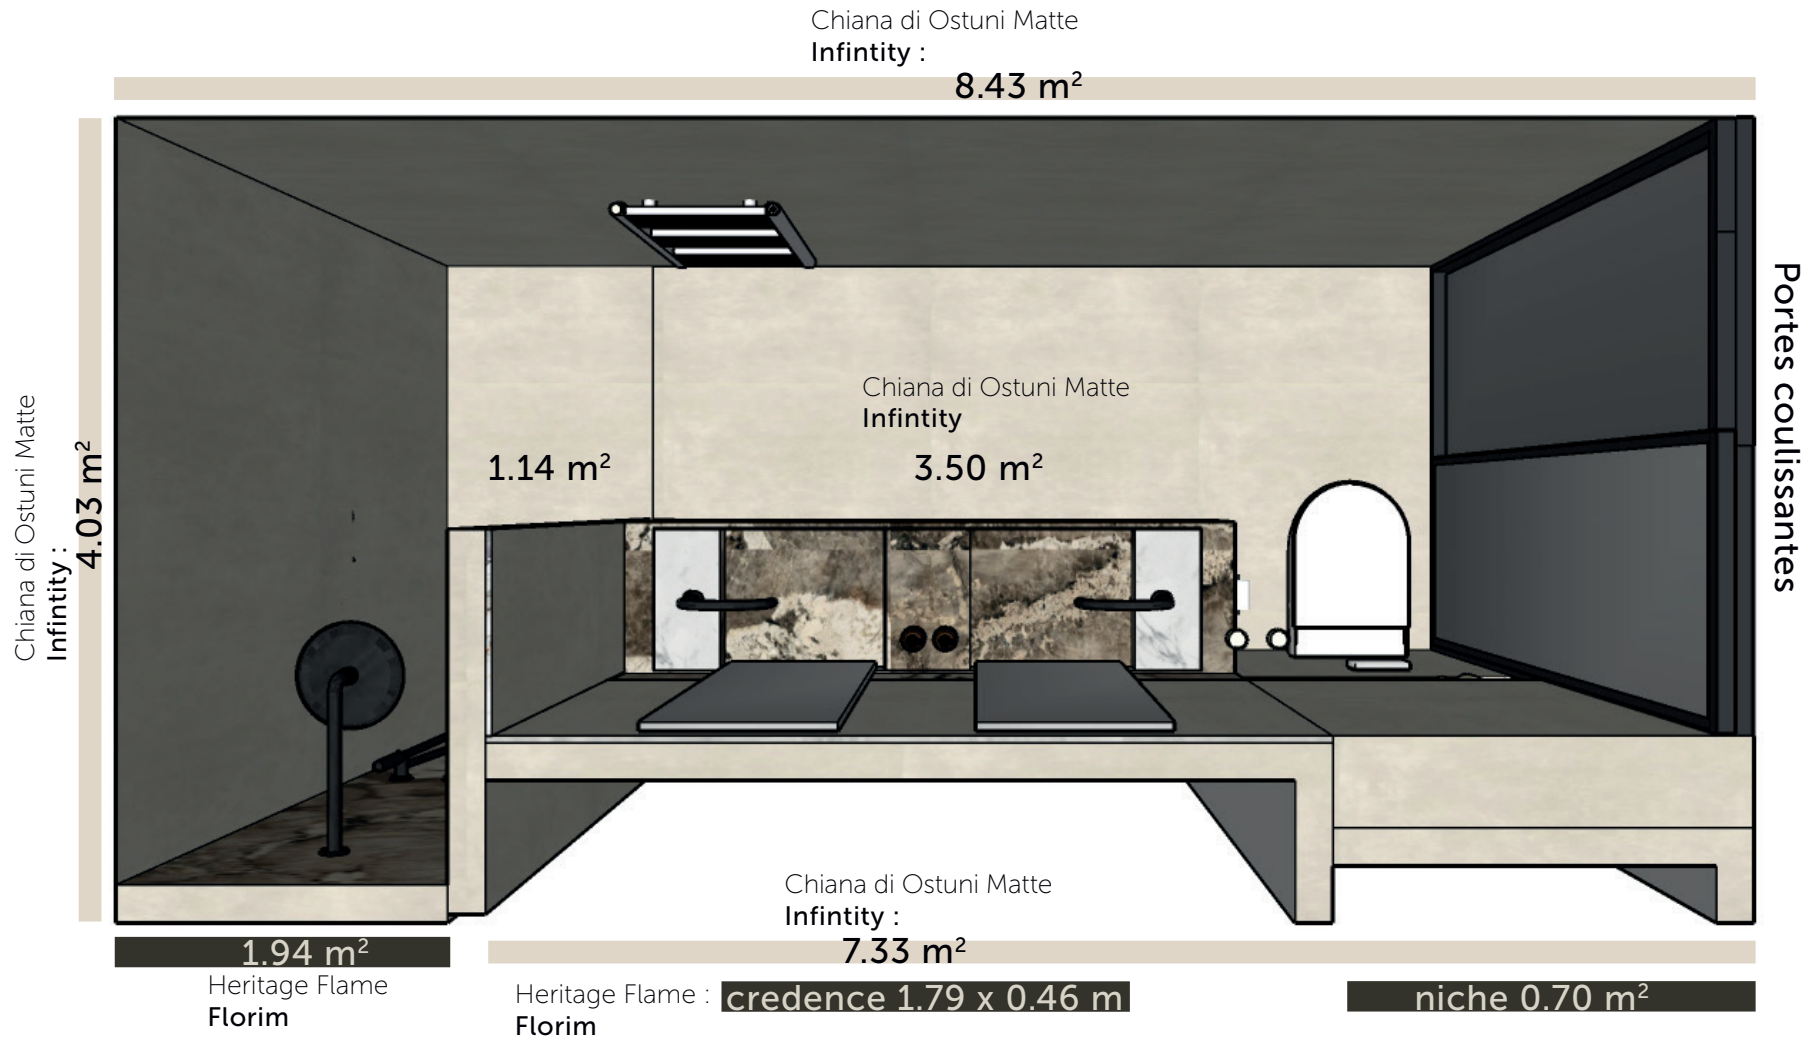 Chiana di Ostuni Matte
Infintity :
8.43 m²
Portes coulissantes
Chiana di Ostuni Matte
Infintity :
4.03 m²
Chiana di Ostuni Matte
Infintity
1.14 m²
3.50 m²
Chiana di Ostuni Matte
Infintity :
7.33 m²
1.94 m²
Heritage Flame
Florim
Heritage Flame : credence 1.79 x 0.46 m
Florim
niche 0.70 m²